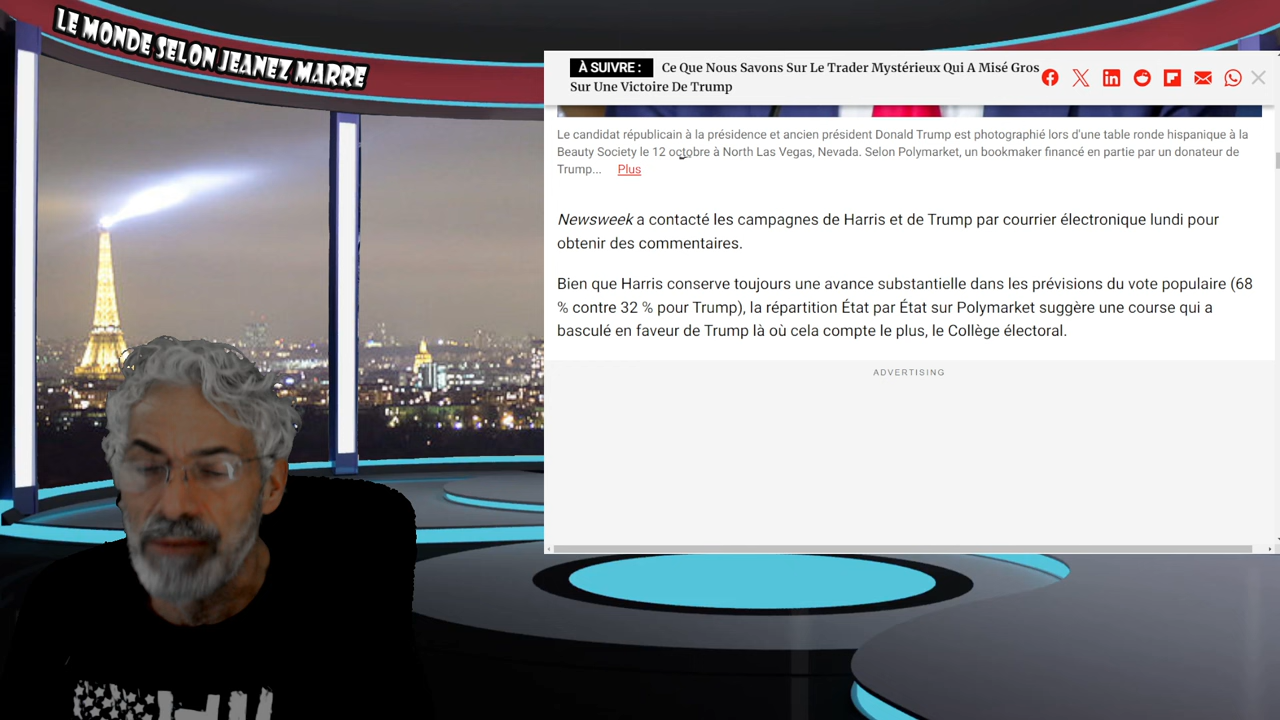 LE MONDE SELON JEANEZ MARRE
À SUIVRE : Ce Que Nous Savons Sur Le Trader Mystérieux Qui A Misé Gros
Sur Une Victoire De Trump
Le candidat républicain à la présidence et ancien président Donald Trump est photographié lors d'une table ronde hispanique à la
Beauty Society le 12 octobre à North Las Vegas, Nevada. Selon Polymarket, un bookmaker financé en partie par un donateur de
Trump... Plus
Newsweek a contacté les campagnes de Harris et de Trump par courrier électronique lundi pour
obtenir des commentaires.
Bien que Harris conserve toujours une avance substantielle dans les prévisions du vote populaire (68
% contre 32 % pour Trump), la répartition État par État sur Polymarket suggère une course qui a
basculé en faveur de Trump là où cela compte le plus, le Collège électoral.
ADVERTISING